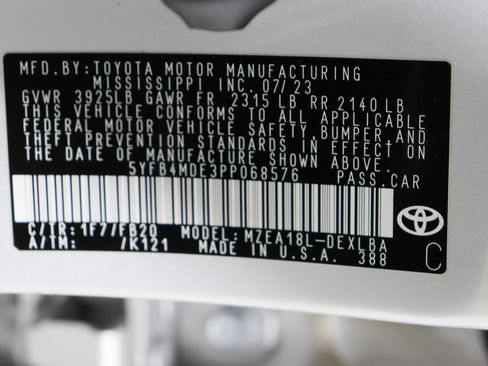 MFD.BY:TOYOTA MOTOR MANUFACTURING
MISSISSIPPI INC. 07/23
GVWR 3925LB GAWR FR 2315 LB RR 2140 LB
THIS VEHICLE CONFORMS TO ALL APPLICABLE
FEDERAL MOTOR VEHICLE SAFETY, BUMPER AND
THEFT PREVENTION STANDARDS IN EFFECT ON
THE DATE OF MANUFACTURE SHOWN ABOVE.
5YFB4MDE3PP068576 PASS.CAR
C/TR:1F7/FB20 MODEL:MZEA18L-DEXLBA
A/TM: /K121 MADE IN U.S.A. 388
C